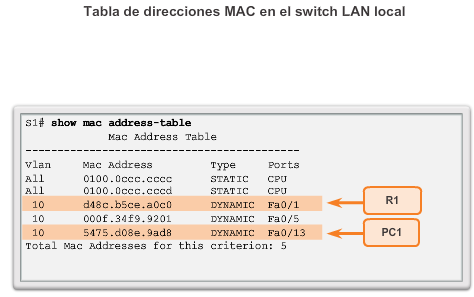 Tabla de direcciones MAC en el switch LAN local
S1# show mac address-table
Mac Address Table
-------------------------------------------
Vlan Mac Address Type Ports
All 0100.0ccc.cccc STATIC CPU
All 0100.0ccc.cccd STATIC CPU
10 d48c.b5ce.a0c0 DYNAMIC Fa0/1 R1
10 000f.34f9.9201 DYNAMIC Fa0/5
10 5475.d08e.9ad8 DYNAMIC Fa0/13 PC1
Total Mac Addresses for this criterion: 5